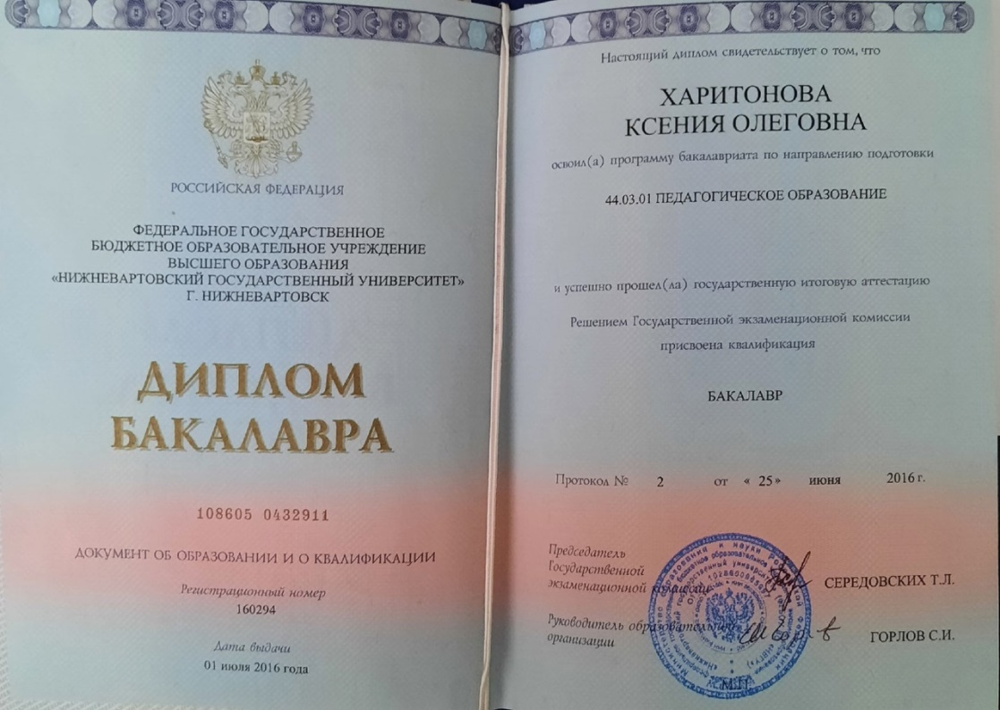 РОССИЙСКАЯ ФЕДЕРАЦИЯ
ФЕДЕРАЛЬНОЕ ГОСУДАРСТВЕННОЕ
БЮДЖЕТНОЕ ОБРАЗОВАТЕЛЬНОЕ УЧРЕЖДЕНИЕ
ВЫСШЕГО ОБРАЗОВАНИЯ
«НИЖНЕВАРТОВСКИЙ ГОСУДАРСТВЕННЫЙ УНИВЕРСИТЕТ»
Г. НИЖНЕВАРТОВСК
ДИПЛОМ
БАКАЛАВРА
108605 0432911
ДОКУМЕНТ ОБ ОБРАЗОВАНИИ И О КВАЛИФИКАЦИИ
Регистрационный номер
160294
Дата выдачи
01 июля 2016 года
Настоящий диплом свидетельствует о том, что
ХАРИТОНОВА
КСЕНИЯ ОЛЕГОВНА
освоил(а) программу бакалавриата по направлению подготовки
44.03.01 ПЕДАГОГИЧЕСКОЕ ОБРАЗОВАНИЕ
и успешно прошел(ла) государственную итоговую аттестацию
Решением Государственной экзаменационной комиссии
присвоена квалификация
БАКАЛАВР
Протокол № 2 от « 25 » июня 2016 г.
Председатель
Государственной
экзаменационной комиссии
СЕРЕДОВСКИХ Т.Л.
Руководитель образовательной
организации
ГОРЛОВ С.И.
М.П.